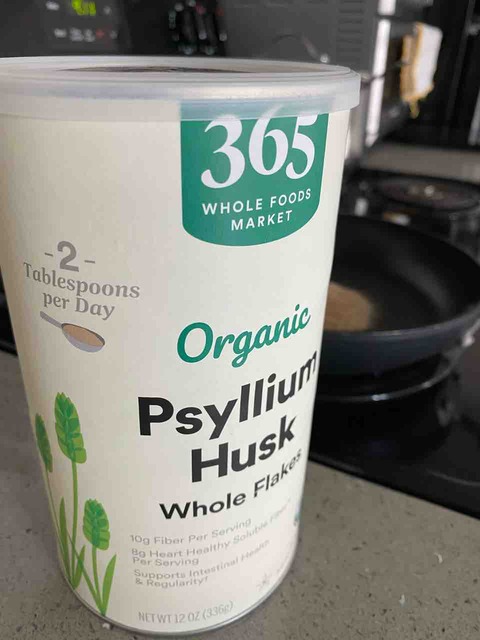 365
WHOLE FOODS
MARKET
-2-
Tablespoons
per Day
Organic
Psyllium
Husk
Whole Flakes
10g Fiber Per Serving
8g Heart Healthy Soluble Fiber
Per Serving
Supports Intestinal Health
& Regularity†
NET WT 12 OZ (336g)